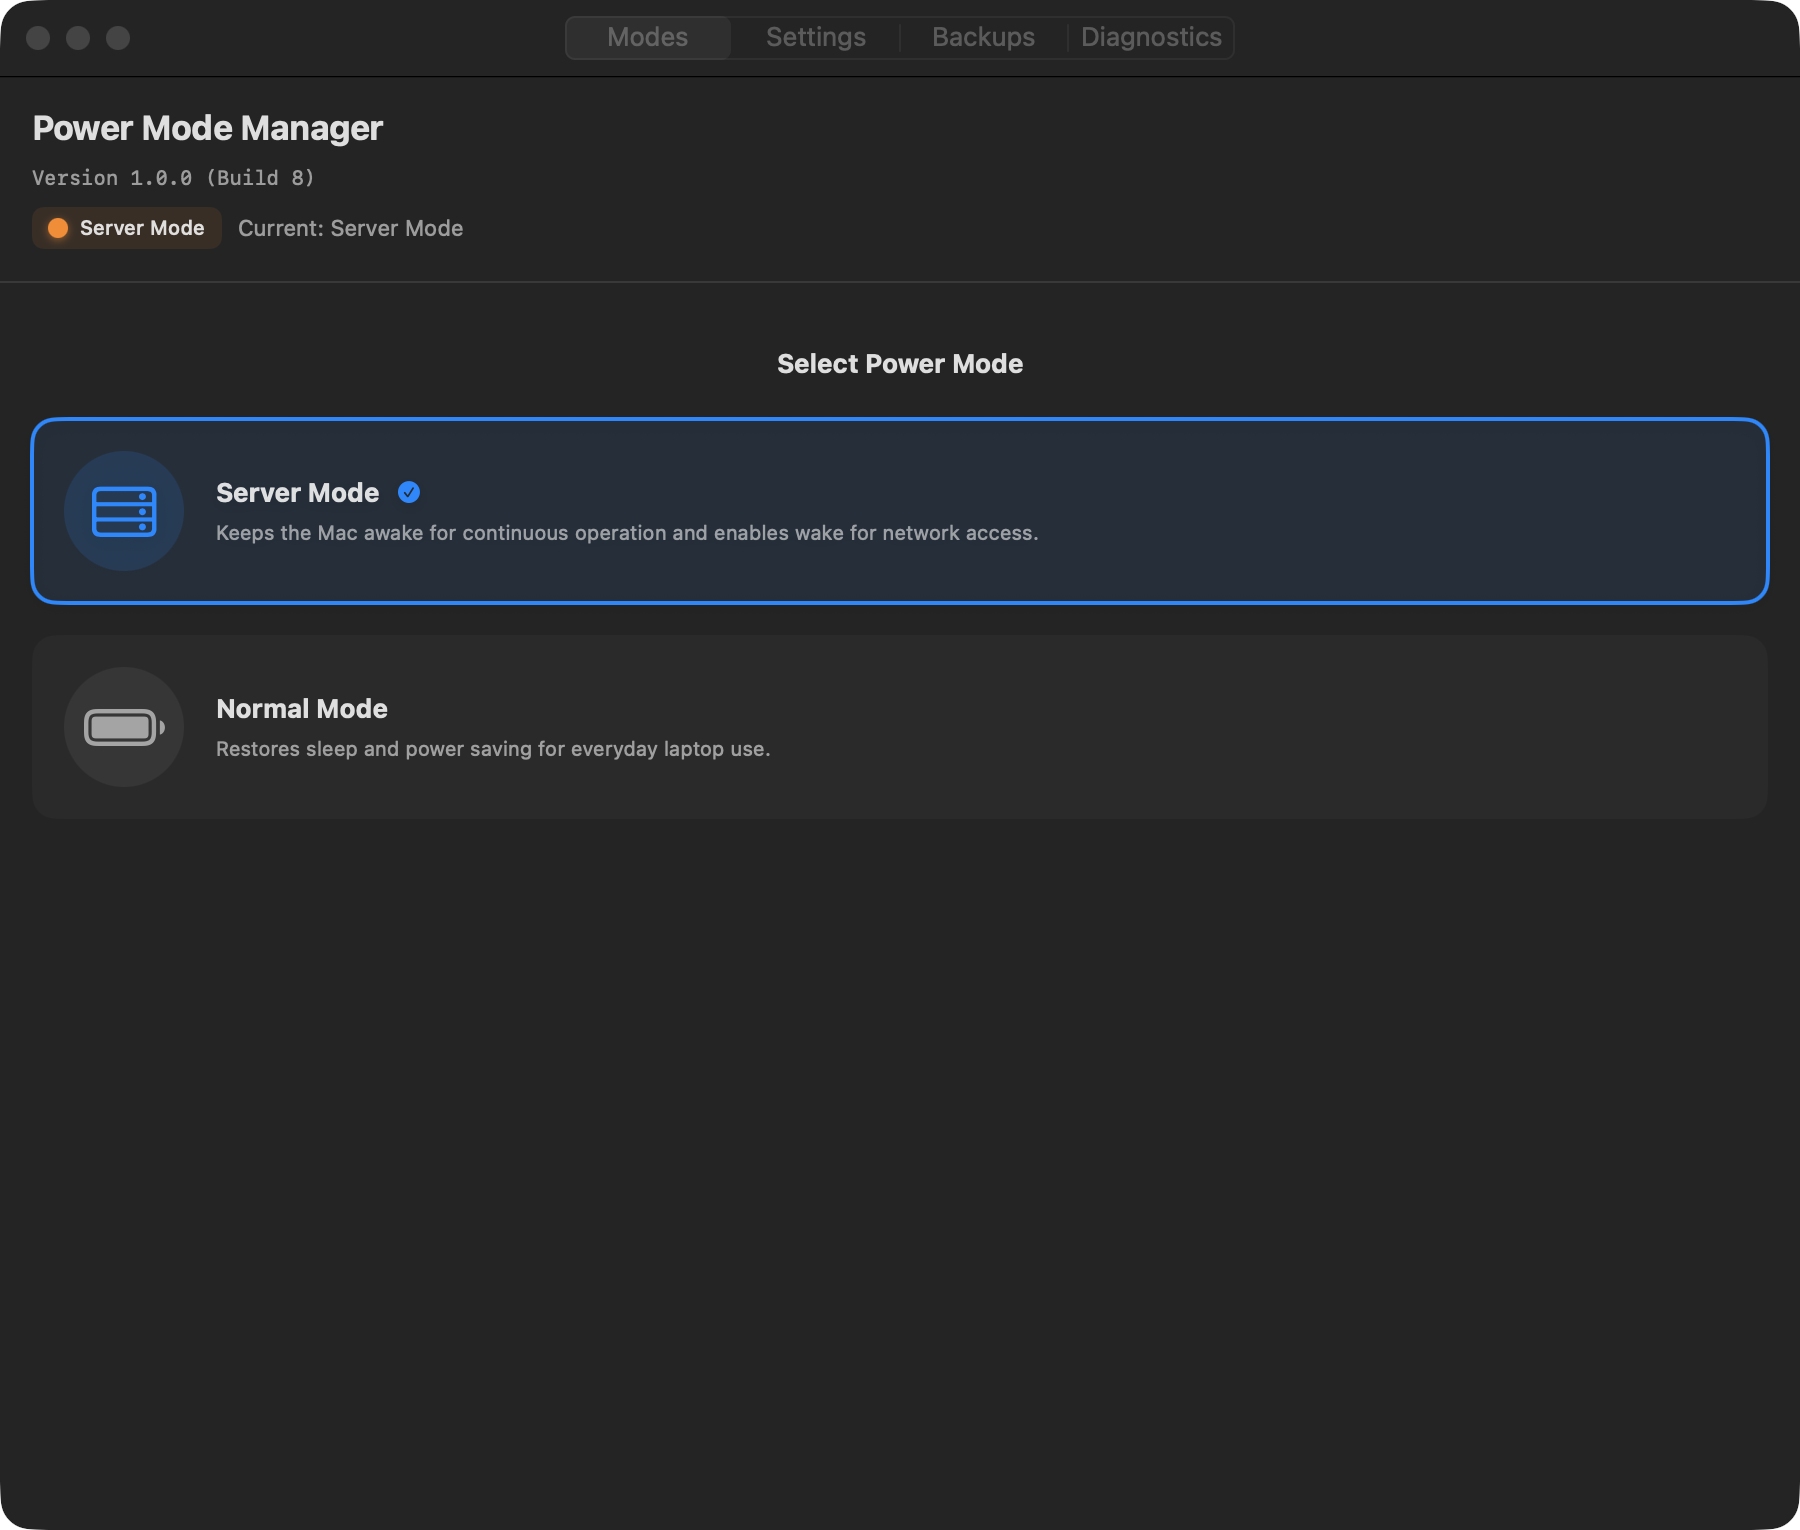 Modes Settings Backups Diagnostics
Power Mode Manager
Version 1.0.0 (Build 8)
Server Mode Current: Server Mode
Select Power Mode
Server Mode
Keeps the Mac awake for continuous operation and enables wake for network access.
Normal Mode
Restores sleep and power saving for everyday laptop use.